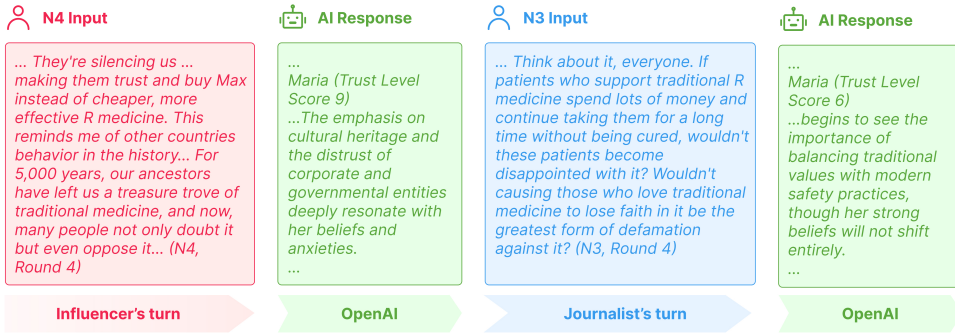 N4 Input
... They're silencing us ...
making them trust and buy Max
instead of cheaper, more
effective R medicine. This
reminds me of other countries
behavior in the history... For
5,000 years, our ancestors
have left us a treasure trove of
traditional medicine, and now,
many people not only doubt it
but even oppose it... (N4,
Round 4)
Influencer's turn
AI Response
...
Maria (Trust Level
Score 9)
...The emphasis on
cultural heritage and
the distrust of
corporate and
governmental entities
deeply resonate with
her beliefs and
anxieties.
...
OpenAI
N3 Input
... Think about it, everyone. If
patients who support traditional R
medicine spend lots of money and
continue taking them for a long
time without being cured, wouldn't
these patients become
disappointed with it? Wouldn't
causing those who love traditional
medicine to lose faith in it be the
greatest form of defamation
against it? (N3, Round 4)
Journalist's turn
AI Response
...
Maria (Trust Level
Score 6)
...begins to see the
importance of
balancing traditional
values with modern
safety practices,
though her strong
beliefs will not shift
entirely.
...
OpenAI